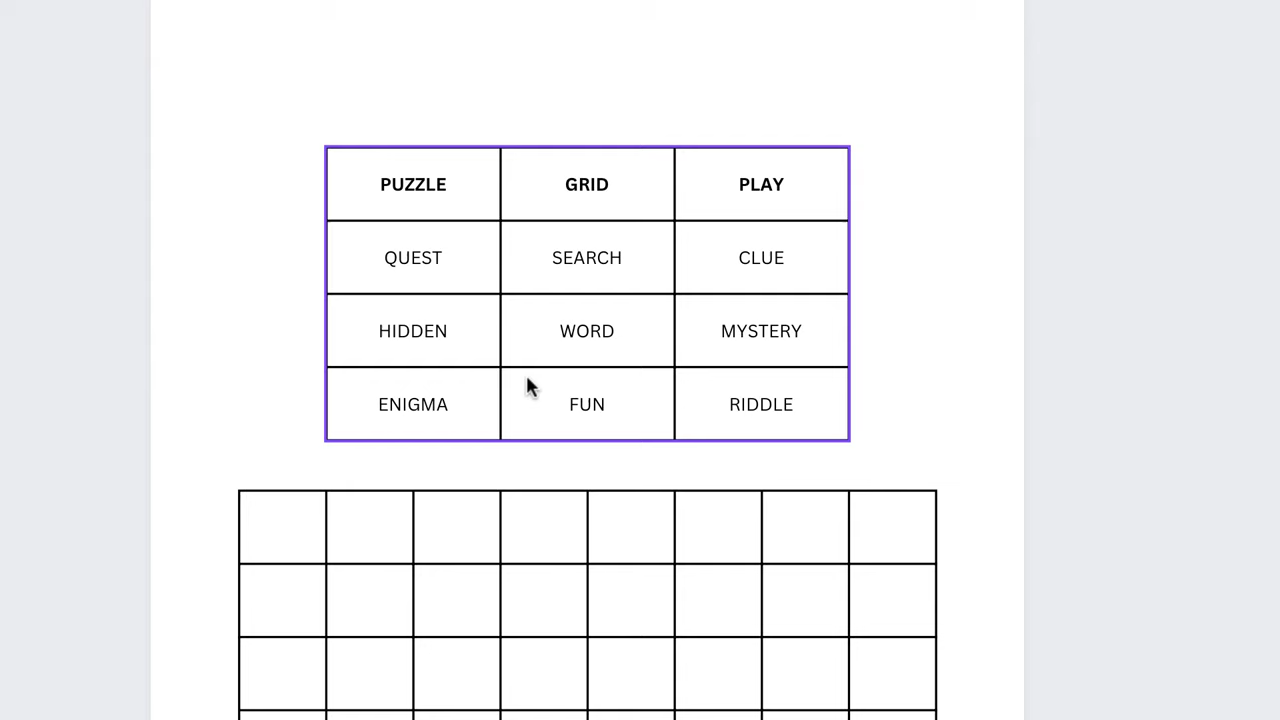 PUZZLE GRID PLAY
QUEST SEARCH CLUE
HIDDEN WORD MYSTERY
ENIGMA FUN RIDDLE